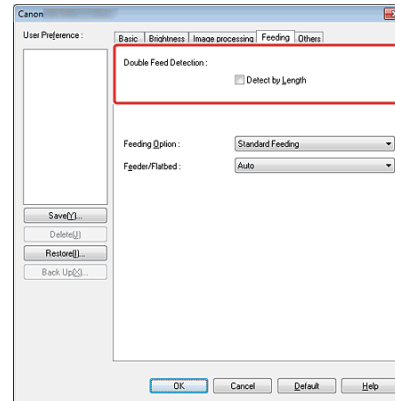 Canon
User Preference :
Basic Brightness Image processing Feeding Others
Double Feed Detection :
Detect by Length
Feeding Option : Standard Feeding
Feeder/Flatbed : Auto
Save(Y)...
Delete(J)
Restore(I)...
Back Up(X)...
OK Cancel Default Help